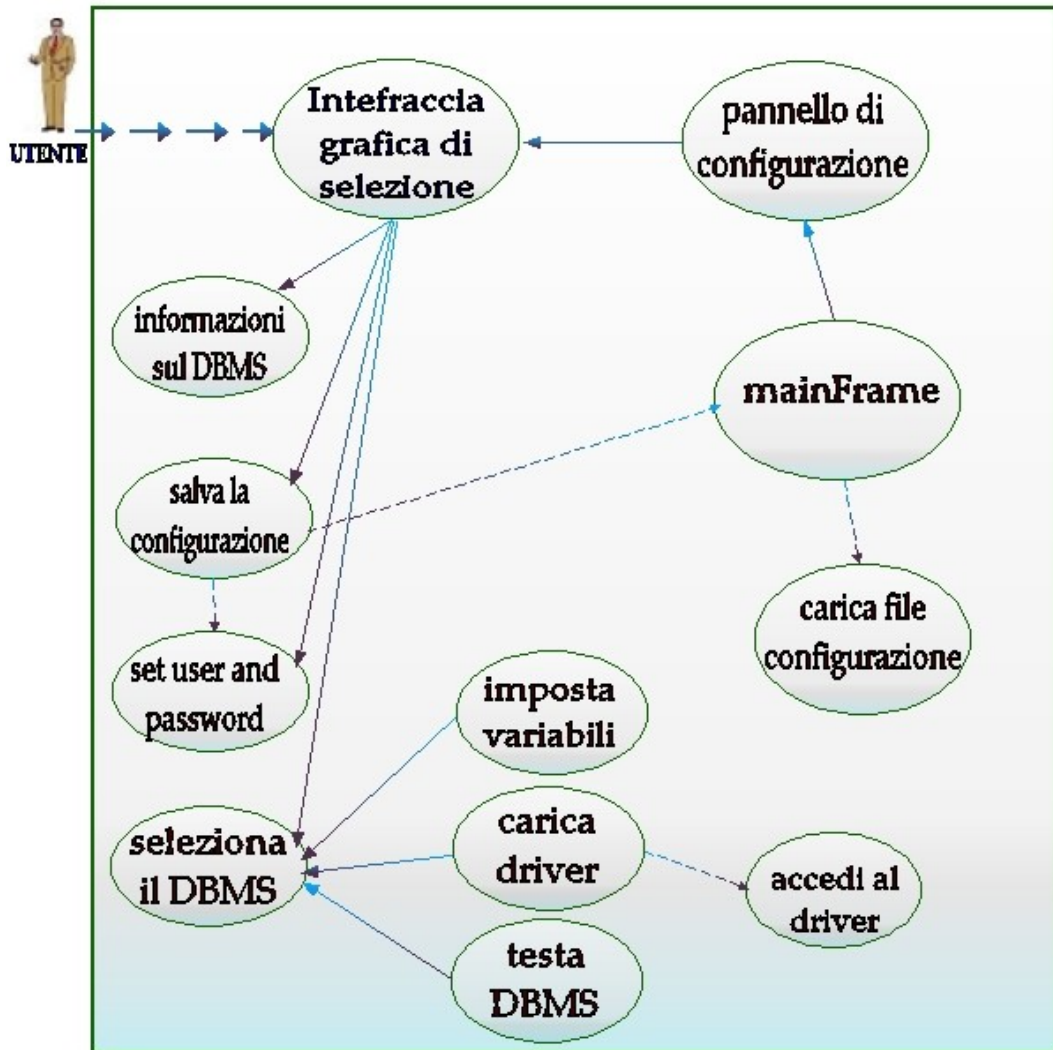 UTENTE
Intefraccia
grafica di
selezione
pannello di
configurazione
informazioni
sul DBMS
mainFrame
salva la
configurazione
carica file
configurazione
set user and
password
imposta
variabili
seleziona
il DBMS
carica
driver
accedi al
driver
testa
DBMS